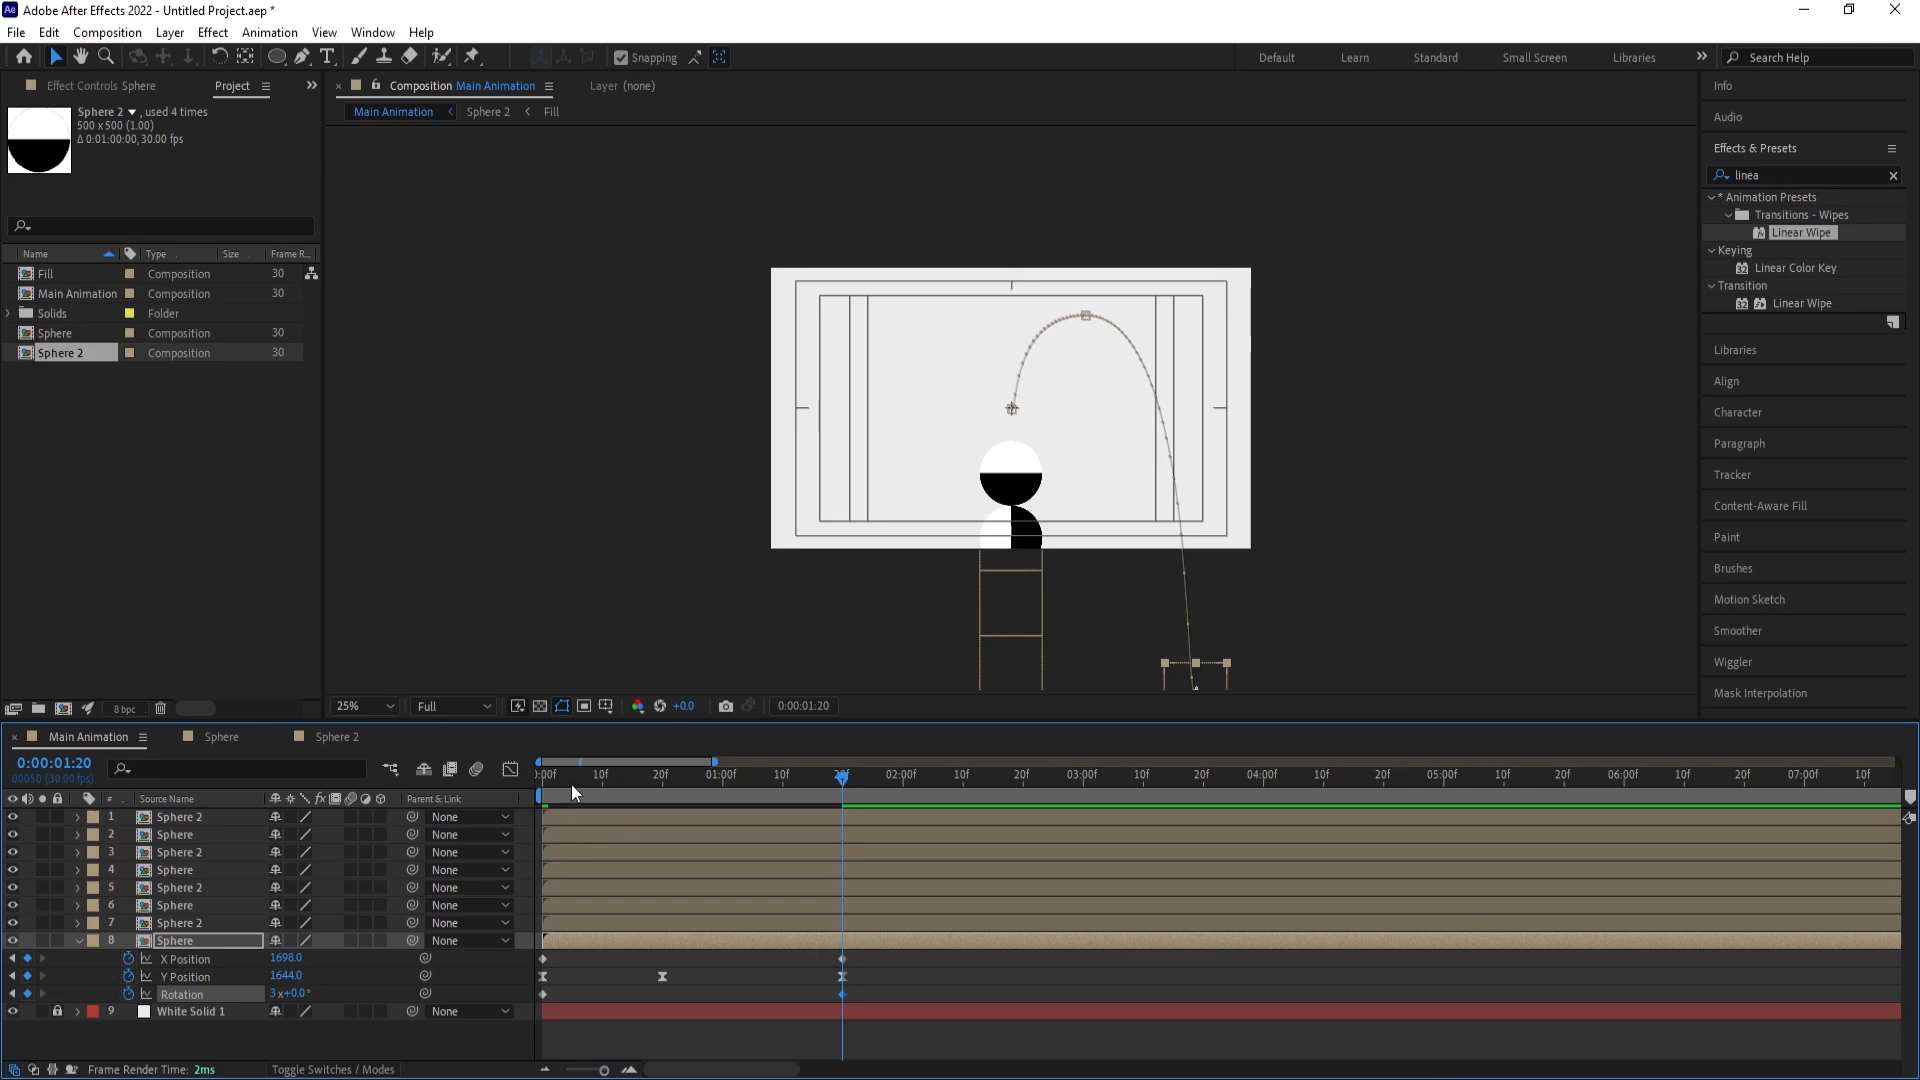 Adobe After Effects 2022 - Untitled Project.aep *
File Edit Composition Layer Effect Animation View Window Help
Snapping Default Learn Standard Small Screen Libraries Search Help
Effect Controls Sphere Project
Composition Main Animation Layer (none)
Main Animation Sphere 2 Fill
Sphere 2 , used 4 times
500 x 500 (1.00)
Δ 0:01:00:00, 30.00 fps
Name Type Size Frame R...
Fill Composition 30
Main Animation Composition 30
Solids Folder
Sphere Composition 30
Sphere 2 Composition 30
8 bpc
25% Full +0.0 0:00:01:20
Info
Audio
Effects & Presets
linea
* Animation Presets
Transitions - Wipes
Linear Wipe
Keying
32 Linear Color Key
Transition
32 Linear Wipe
Libraries
Align
Character
Paragraph
Tracker
Content-Aware Fill
Paint
Brushes
Motion Sketch
Smoother
Wiggler
Mask Interpolation
Main Animation Sphere Sphere 2
0:00:01:20
00050 (30.00 fps)
10f 20f 01:00f 10f 02:00f 10f 20f 03:00f 10f 20f 04:00f 10f 20f 05:00f 10f 20f 06:00f 10f 20f 07:00f 10f
# Source Name fx Parent & Link
1 Sphere 2 None
2 Sphere None
3 Sphere 2 None
4 Sphere None
5 Sphere 2 None
6 Sphere None
7 Sphere 2 None
8 Sphere None
X Position 1698.0
Y Position 1644.0
Rotation 3x+0.0°
9 White Solid 1 None
Frame Render Time: 2ms Toggle Switches / Modes